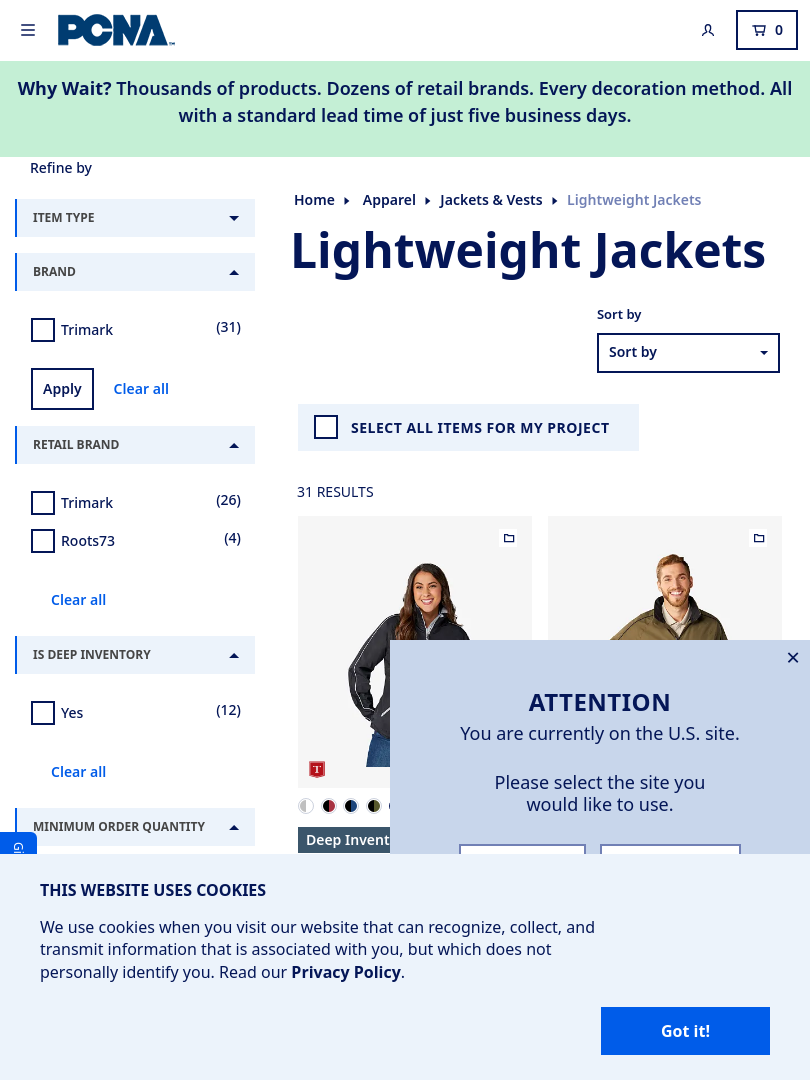 PCNA
0
Why Wait? Thousands of products. Dozens of retail brands. Every decoration method. All
with a standard lead time of just five business days.
Refine by
ITEM TYPE
BRAND
Trimark
(31)
Apply
Clear all
RETAIL BRAND
Trimark
(26)
Roots73
(4)
Clear all
IS DEEP INVENTORY
Yes
(12)
Clear all
MINIMUM ORDER QUANTITY
Home
Apparel
Jackets & Vests
Lightweight Jackets
Lightweight Jackets
Sort by
Sort by
SELECT ALL ITEMS FOR MY PROJECT
31 RESULTS
T
Deep Invent
ATTENTION
You are currently on the U.S. site.
Please select the site you
would like to use.
THIS WEBSITE USES COOKIES
We use cookies when you visit our website that can recognize, collect, and
transmit information that is associated with you, but which does not
personally identify you. Read our Privacy Policy.
Got it!